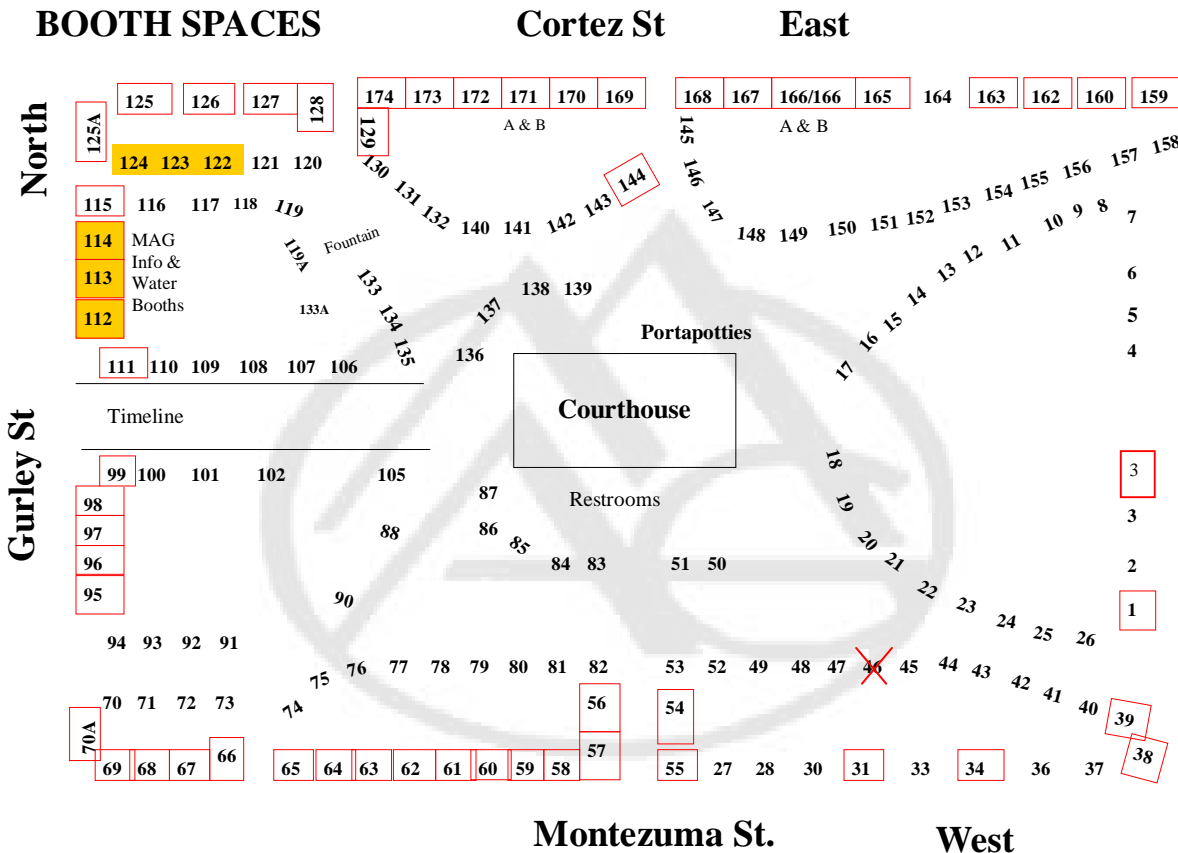 BOOTH SPACES Cortez St East
North
125A
125 126 127 128
174 173 172 171 170 169
168 167 166/166 165 164 163 162 160 159
A & B A & B
129
145
124 123 122 121 120
130 131 132 140 141 142 143 144
146 147 148 149 150 151 152 153 154 155 156 157 158
115 116 117 118 119
10 9 8 7
114 MAG
113 Info &
Water
112 Booths
119A
Fountain
133
133A
134
135
137 138 139
136
Portapotties
17 16 15 14 13 12 11
6
5
4
111 110 109 108 107 106
Timeline
Courthouse
Gurley St
99 100 101 102 105
98
97
96
95
87
86
85
88
90
84 83
Restrooms
51 50
18
19
20
21
22 23 24 25 26
3
3
2
1
94 93 92 91
70 71 72 73
74 75 76 77 78 79 80 81 82
53 52 49 48 47 46 45 44 43 42 41 40 39
38
56
57
54
70A
69 68 67 66
65 64 63 62 61 60 59 58
55 27 28 30 31 33 34 36 37
Montezuma St. West